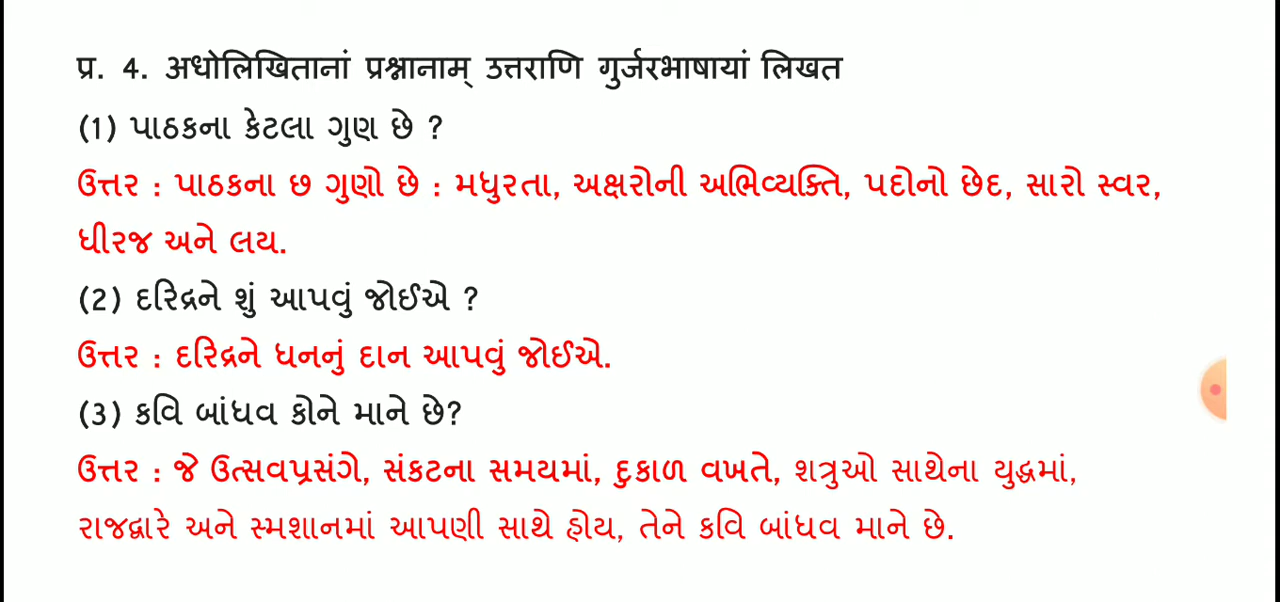 પ્ર. 4. अधोलिखितानां प्रश्नानाम् उत्तराणि गुर्जरभाषायां लिखत
(1) પાઠકના કેટલા ગુણ છે ?
ઉત્તર : પાઠકના છ ગુણો છે : મધુરતા, અક્ષરોની અભિવ્યક્તિ, પદોનો છેદ, સારો સ્વર,
ધીરજ અને લય.
(2) દરિદ્રને શું આપવું જોઈએ ?
ઉત્તર : દરિદ્રને ધનનું દાન આપવું જોઈએ.
(3) કવિ બાંધવ કોને માને છે?
ઉત્તર : જે ઉત્સવપ્રસંગે, સંકટના સમયમાં, દુકાળ વખતે, શત્રુઓ સાથેના યુદ્ધમાં,
રાજદ્વારે અને સ્મશાનમાં આપણી સાથે હોય, તેને કવિ બાંધવ માને છે.